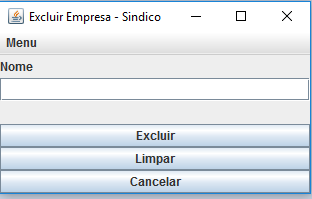 Excluir Empresa - Sindico
Menu
Nome
Excluir
Limpar
Cancelar